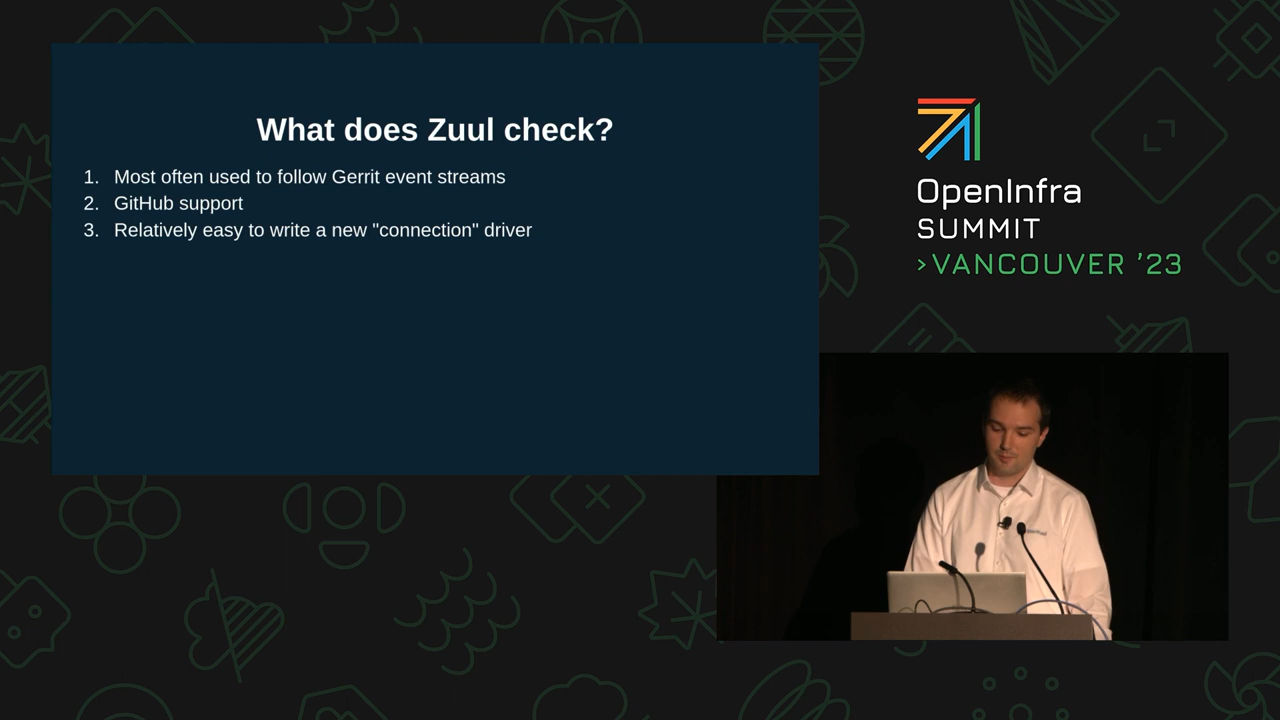 What does Zuul check?
1. Most often used to follow Gerrit event streams
2. GitHub support
3. Relatively easy to write a new "connection" driver
OpenInfra
SUMMIT
>VANCOUVER '23